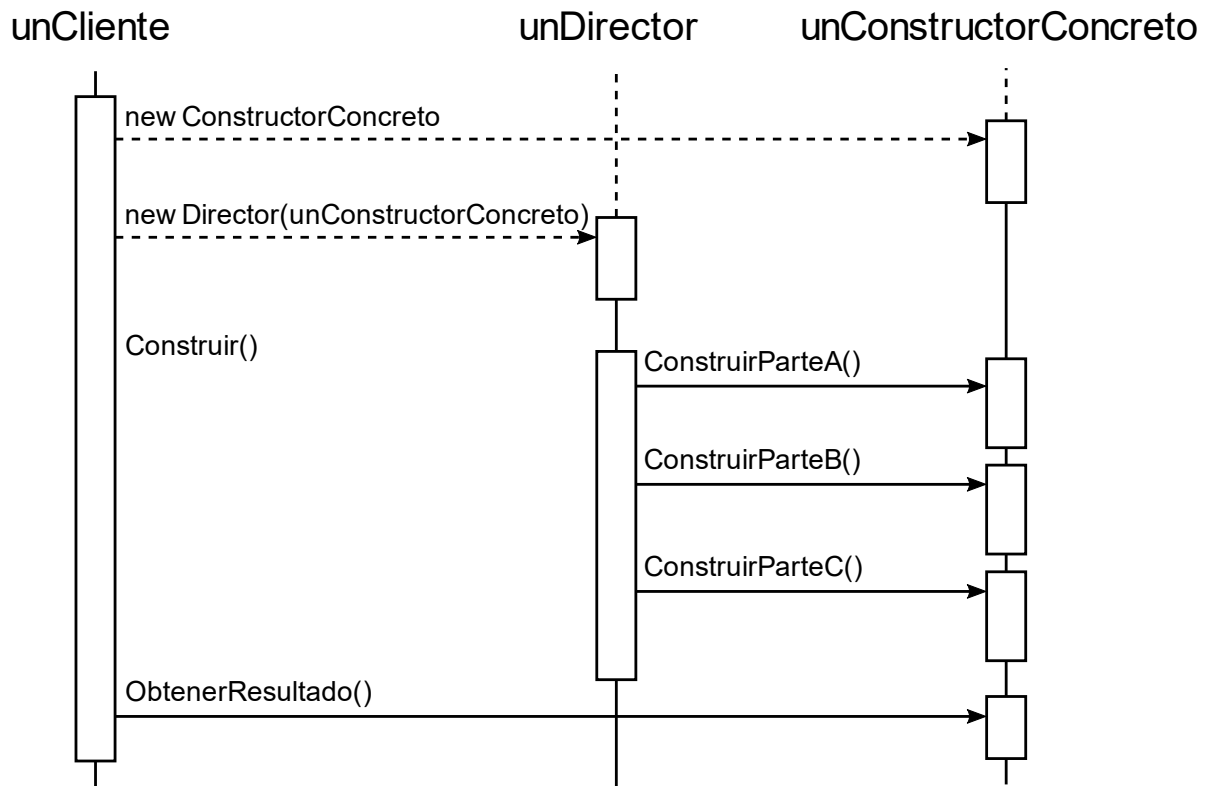 unCliente
unDirector
unConstructorConcreto
new ConstructorConcreto
new Director(unConstructorConcreto)
Construir()
ConstruirParteA()
ConstruirParteB()
ConstruirParteC()
ObtenerResultado()